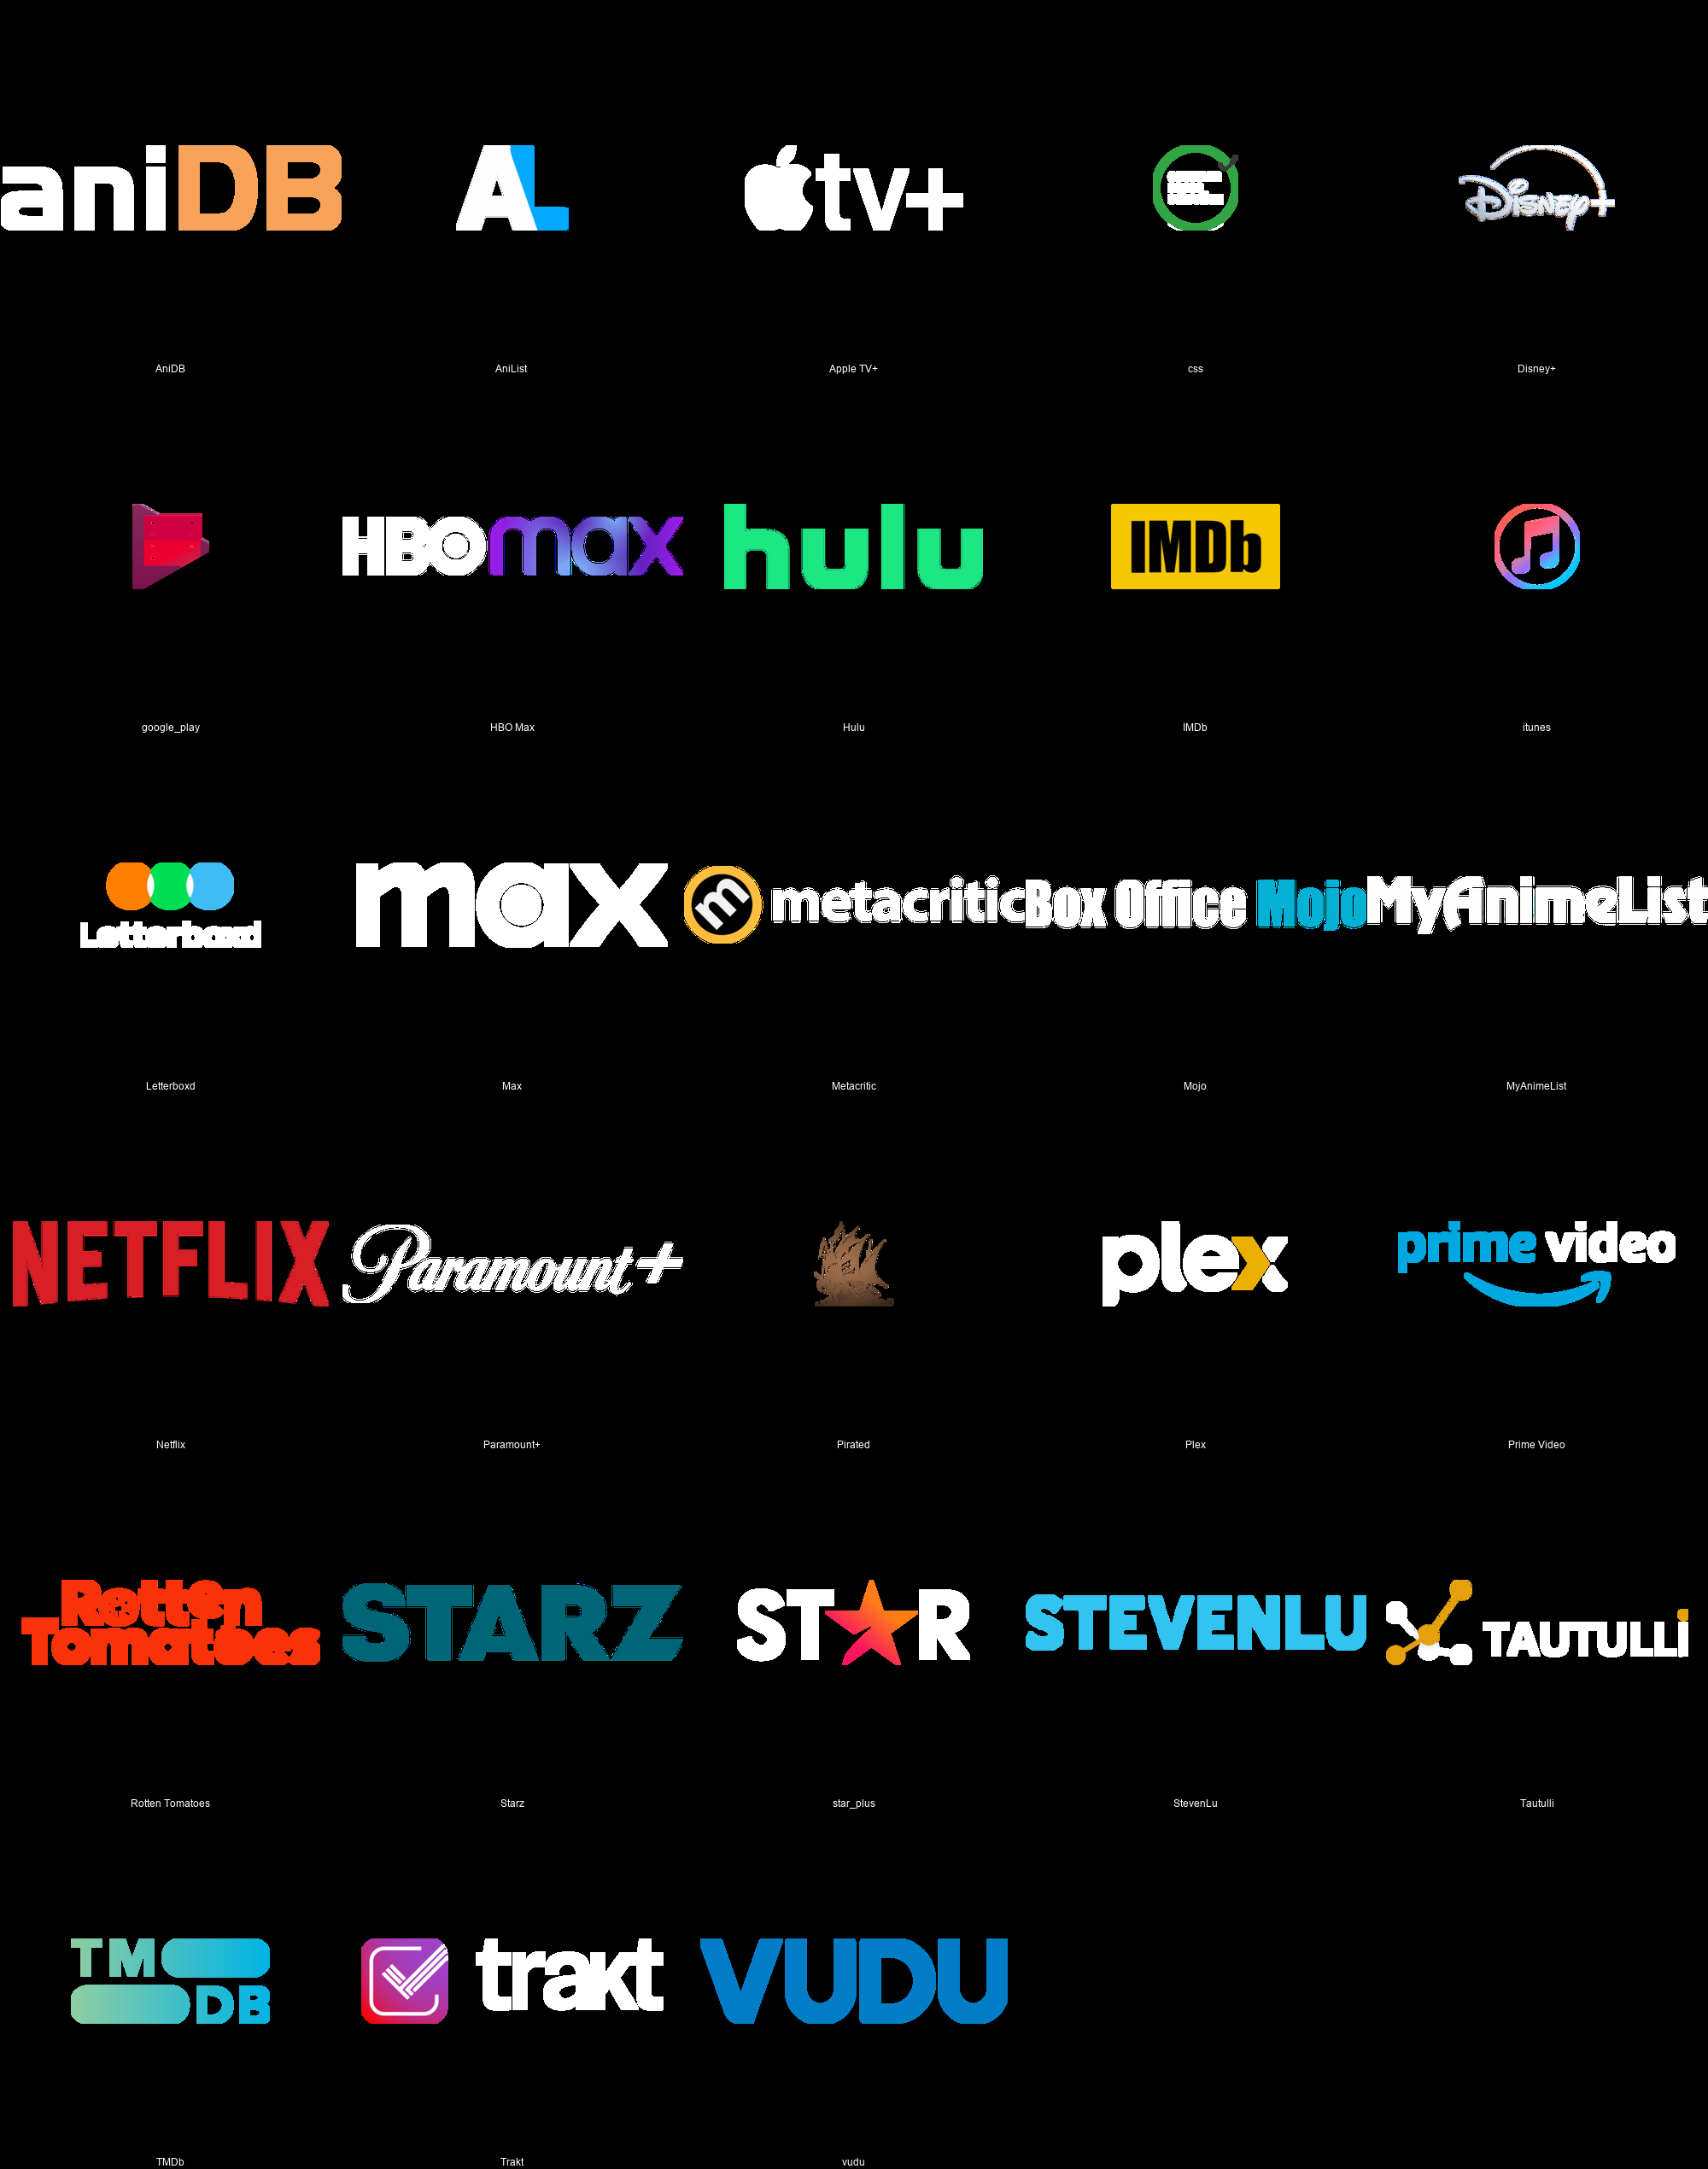 aniDB
AL
tv+
Disney+
AniDB
AniList
Apple TV+
css
Disney+
HBOmax
hulu
IMDb
google_play
HBO Max
Hulu
IMDb
itunes
Letterboxd
max
m metacritic
Box Office Mojo
MyAnimeList
Letterboxd
Max
Metacritic
Mojo
MyAnimeList
NETFLIX
Paramount+
plex
prime video
Netflix
Paramount+
Pirated
Plex
Prime Video
Rotten
Tomatoes
STARZ
ST R
STEVENLU
TAUTULLi
Rotten Tomatoes
Starz
star_plus
StevenLu
Tautulli
TM
DB
trakt
VUDU
TMDb
Trakt
vudu